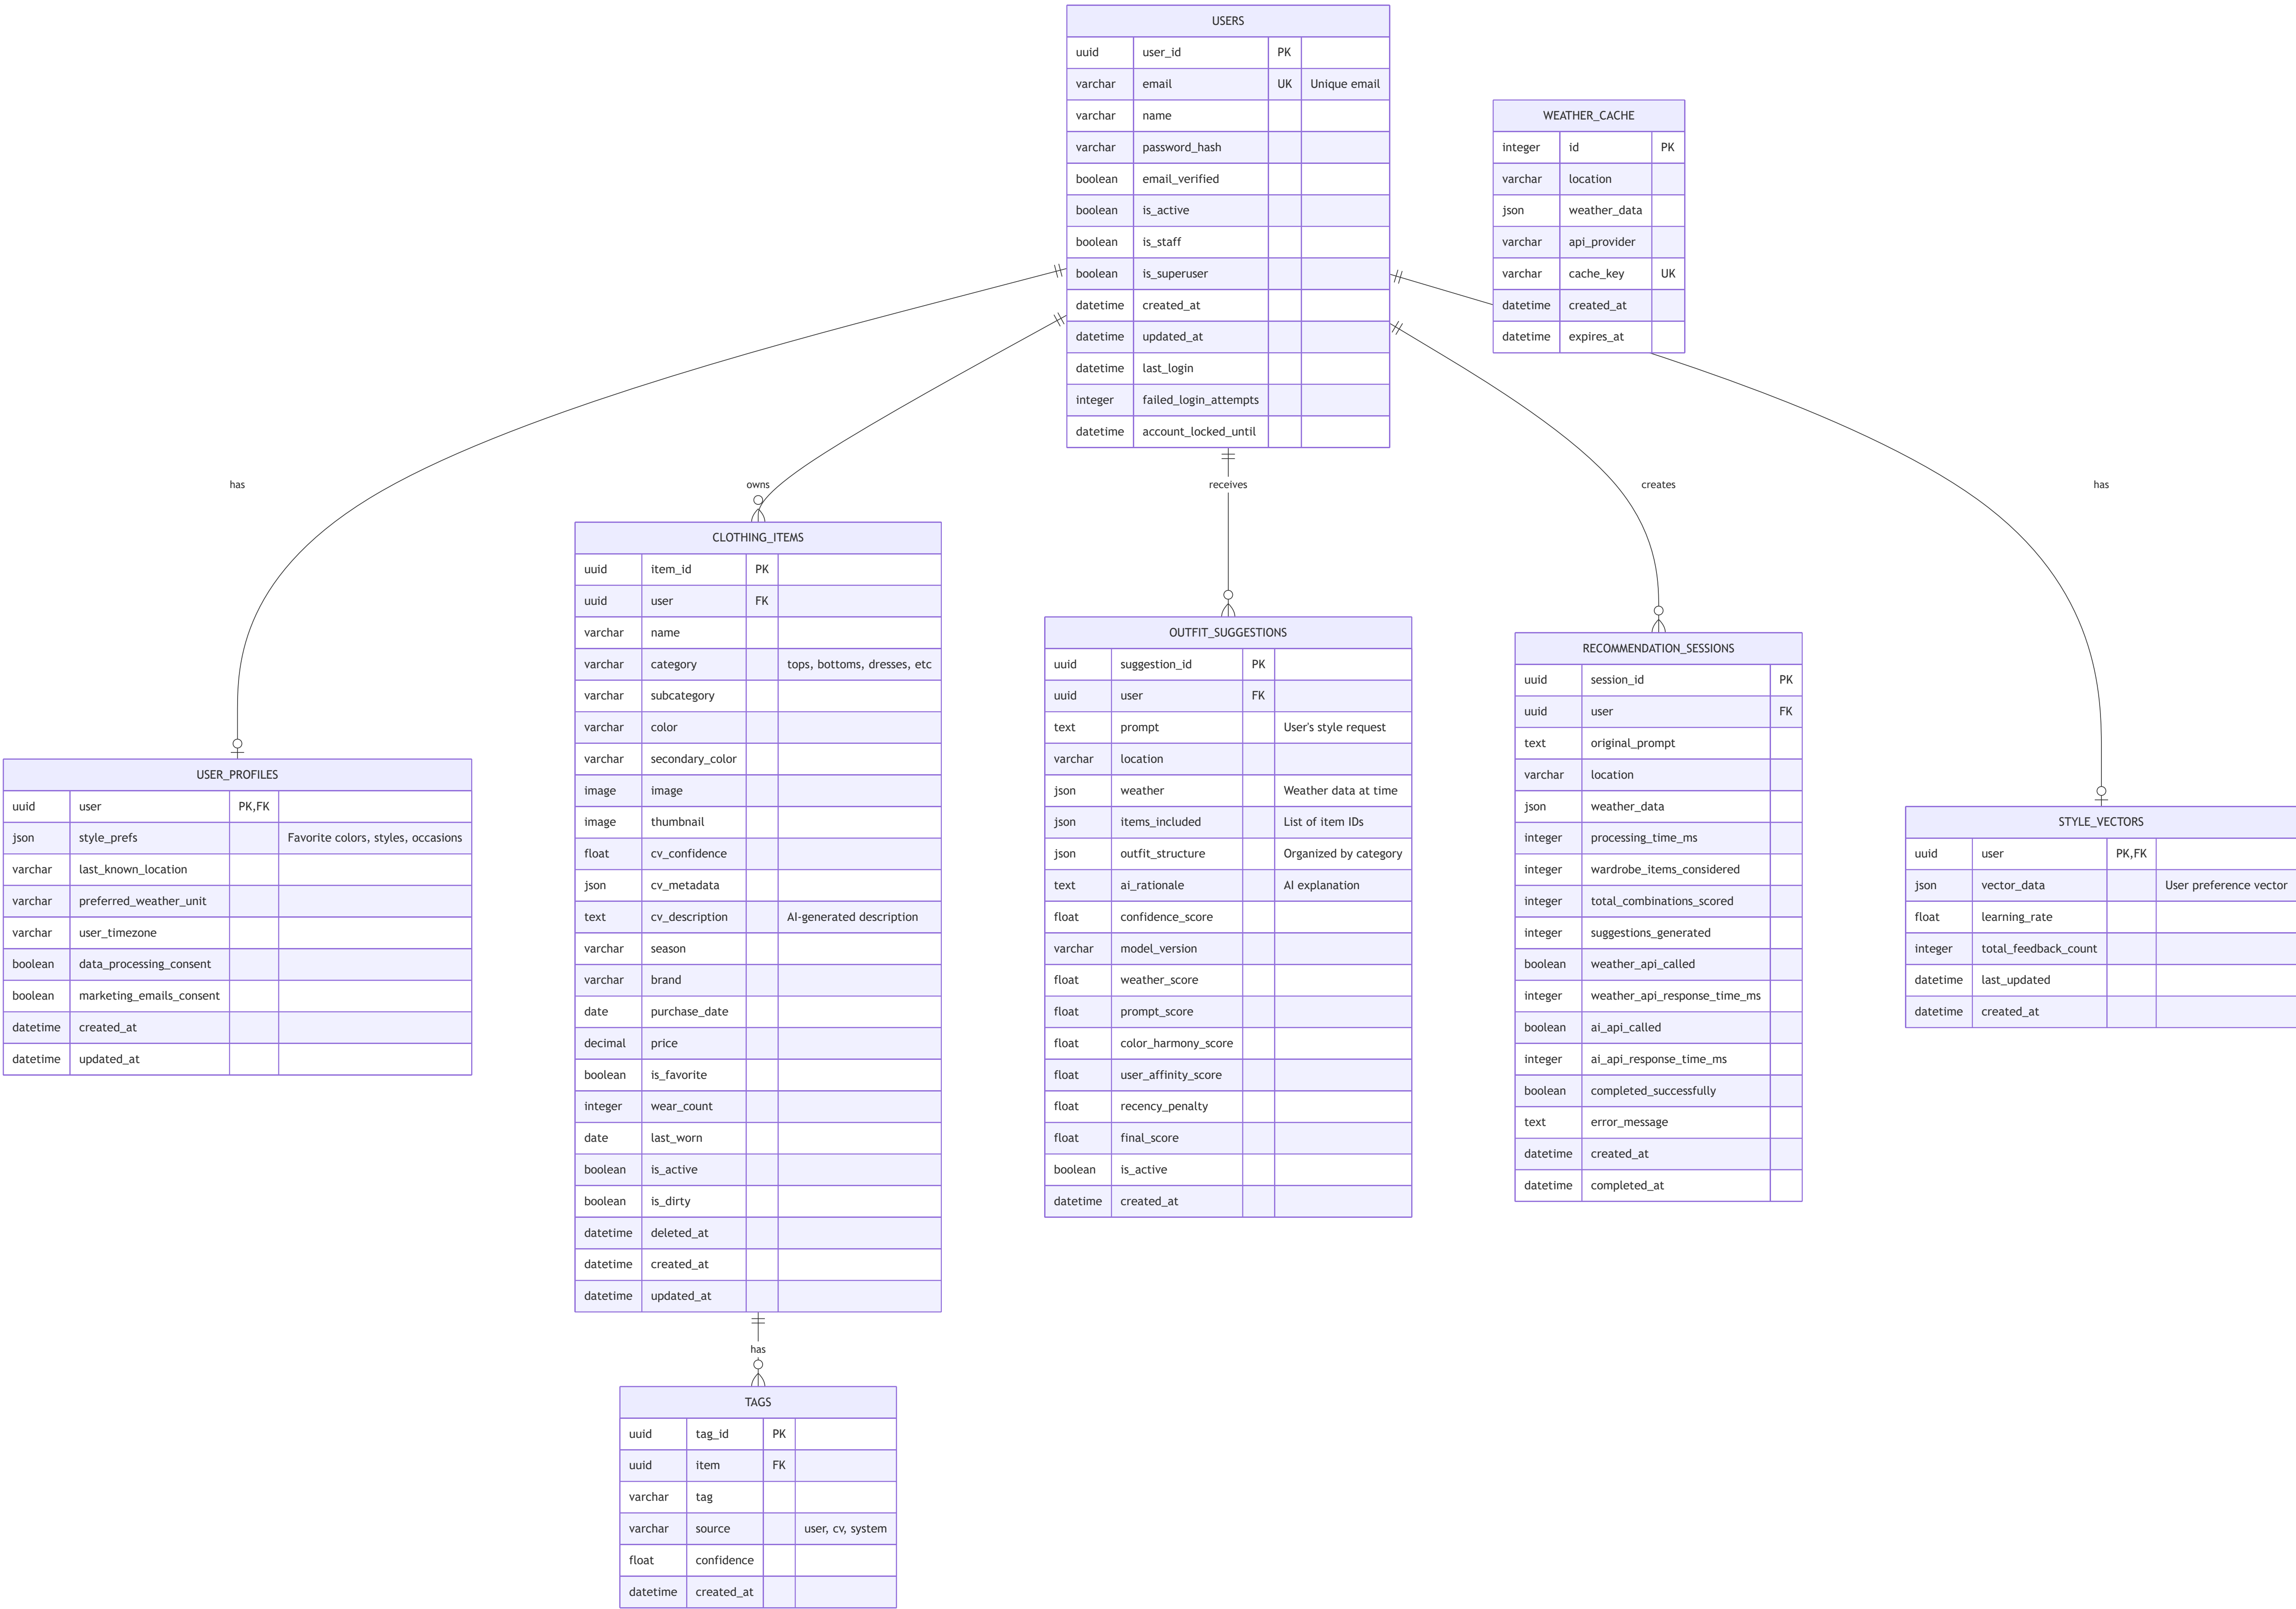 USERS
uuid user_id PK
varchar email UK Unique email
varchar name
varchar password_hash
boolean email_verified
boolean is_active
boolean is_staff
boolean is_superuser
datetime created_at
datetime updated_at
datetime last_login
integer failed_login_attempts
datetime account_locked_until
WEATHER_CACHE
integer id PK
varchar location
json weather_data
varchar api_provider
varchar cache_key UK
datetime created_at
datetime expires_at
has
owns
receives
creates
has
CLOTHING_ITEMS
uuid item_id PK
uuid user FK
varchar name
varchar category tops, bottoms, dresses, etc
varchar subcategory
varchar color
varchar secondary_color
image image
image thumbnail
float cv_confidence
json cv_metadata
text cv_description AI-generated description
varchar season
varchar brand
date purchase_date
decimal price
boolean is_favorite
integer wear_count
date last_worn
boolean is_active
boolean is_dirty
datetime deleted_at
datetime created_at
datetime updated_at
OUTFIT_SUGGESTIONS
uuid suggestion_id PK
uuid user FK
text prompt User's style request
varchar location
json weather Weather data at time
json items_included List of item IDs
json outfit_structure Organized by category
text ai_rationale AI explanation
float confidence_score
varchar model_version
float weather_score
float prompt_score
float color_harmony_score
float user_affinity_score
float recency_penalty
float final_score
boolean is_active
datetime created_at
RECOMMENDATION_SESSIONS
uuid session_id PK
uuid user FK
text original_prompt
varchar location
json weather_data
integer processing_time_ms
integer wardrobe_items_considered
integer total_combinations_scored
integer suggestions_generated
boolean weather_api_called
integer weather_api_response_time_ms
boolean ai_api_called
integer ai_api_response_time_ms
boolean completed_successfully
text error_message
datetime created_at
datetime completed_at
USER_PROFILES
uuid user PK,FK
json style_prefs Favorite colors, styles, occasions
varchar last_known_location
varchar preferred_weather_unit
varchar user_timezone
boolean data_processing_consent
boolean marketing_emails_consent
datetime created_at
datetime updated_at
STYLE_VECTORS
uuid user PK,FK
json vector_data User preference vector
float learning_rate
integer total_feedback_count
datetime last_updated
datetime created_at
has
TAGS
uuid tag_id PK
uuid item FK
varchar tag
varchar source user, cv, system
float confidence
datetime created_at